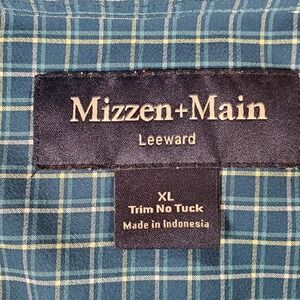 Mizzen+Main
Leeward
XL
Trim No Tuck
Made in Indonesia